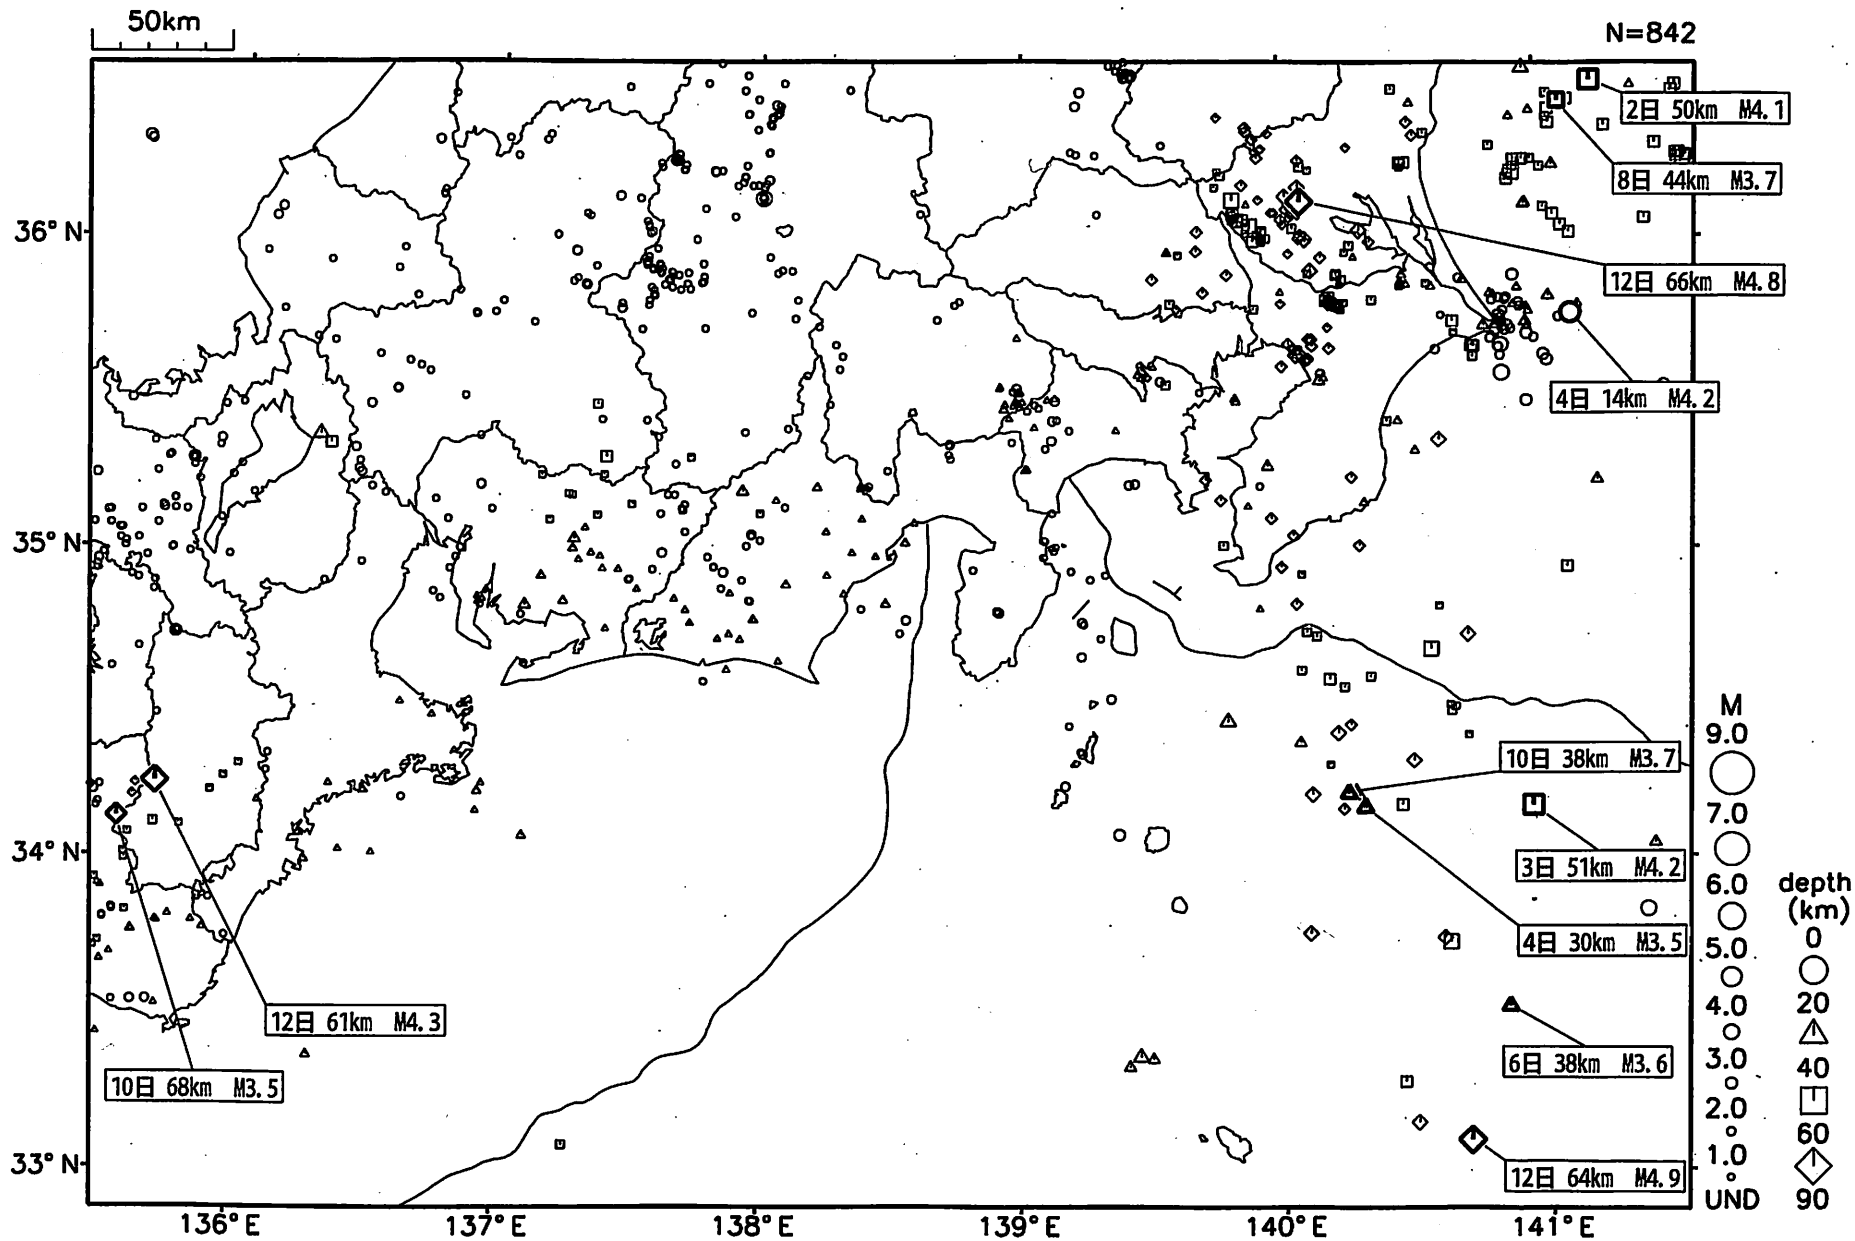 50km
N=842
2日 50km M4.1
8日 44km M3.7
36°N
12日 66km M4.8
4日 14km M4.2
35°N
M
9.0
10日 38km M3.7
7.0
34°N
3日 51km M4.2
6.0
depth
(km)
0
4日 30km M3.5
5.0
12日 61km M4.3
4.0
20
6日 38km M3.6
3.0
40
10日 68km M3.5
2.0
60
1.0
33°N
12日 64km M4.9
UND
90
136°E
137°E
138°E
139°E
140°E
141°E